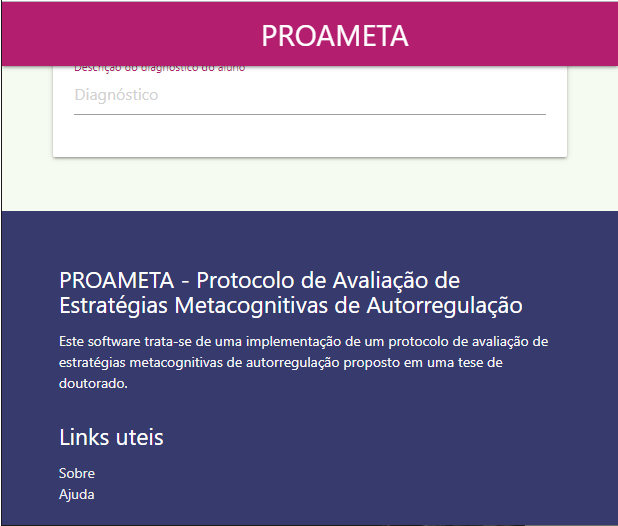 PROAMETA
Descrição do diagnóstico do aluno
Diagnóstico
PROAMETA - Protocolo de Avaliação de
Estratégias Metacognitivas de Autorregulação
Este software trata-se de uma implementação de um protocolo de avaliação de
estratégias metacognitivas de autorregulação proposto em uma tese de
doutorado.
Links uteis
Sobre
Ajuda